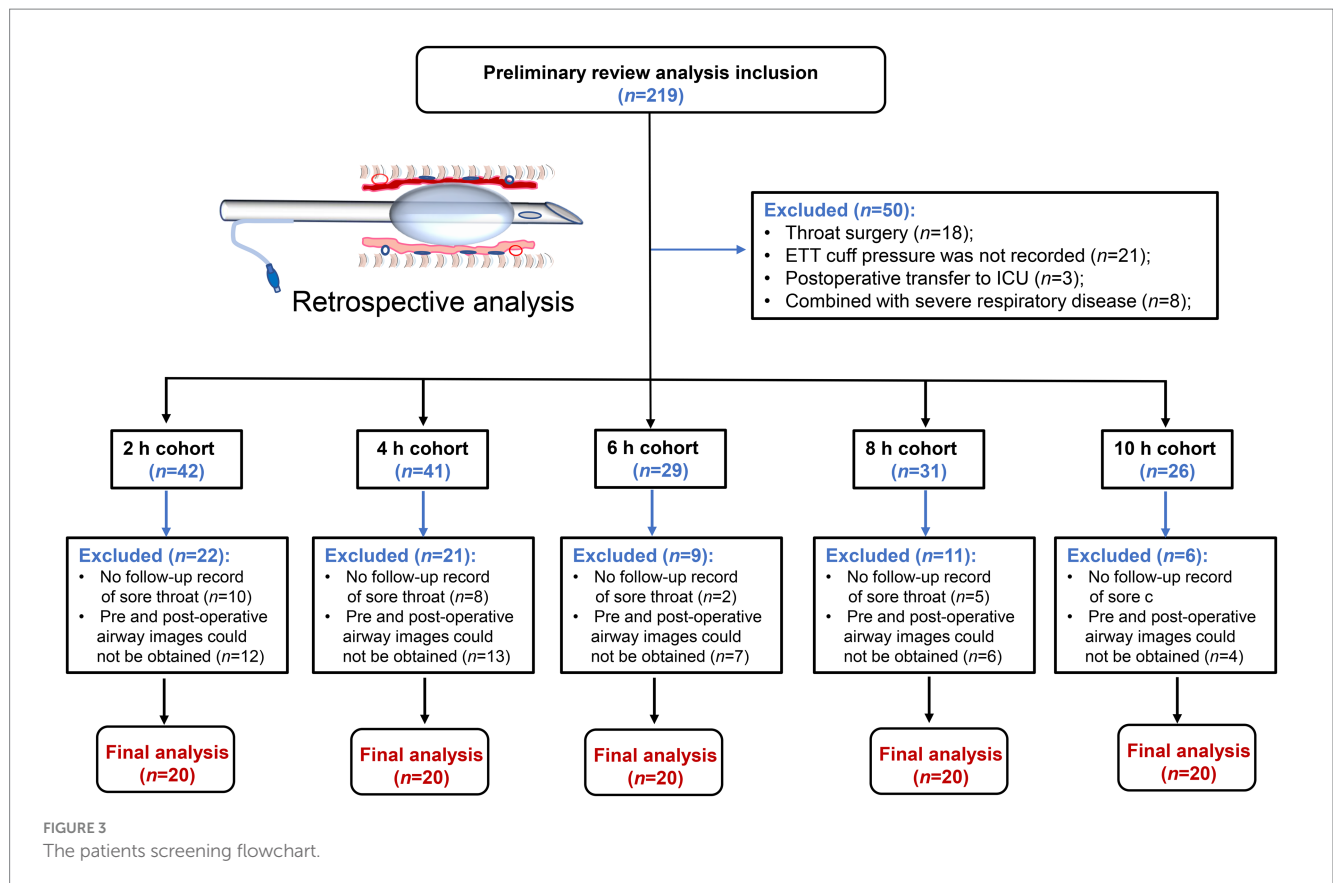 Preliminary review analysis inclusion
(n=219)
Retrospective analysis
Excluded (n=50):
• Throat surgery (n=18);
• ETT cuff pressure was not recorded (n=21);
• Postoperative transfer to ICU (n=3);
• Combined with severe respiratory disease (n=8);
2 h cohort
(n=42)
4 h cohort
(n=41)
6 h cohort
(n=29)
8 h cohort
(n=31)
10 h cohort
(n=26)
Excluded (n=22):
• No follow-up record
of sore throat (n=10)
• Pre and post-operative
airway images could
not be obtained (n=12)
Excluded (n=21):
• No follow-up record
of sore throat (n=8)
• Pre and post-operative
airway images could
not be obtained (n=13)
Excluded (n=9):
• No follow-up record
of sore throat (n=2)
• Pre and post-operative
airway images could
not be obtained (n=7)
Excluded (n=11):
• No follow-up record
of sore throat (n=5)
• Pre and post-operative
airway images could
not be obtained (n=6)
Excluded (n=6):
• No follow-up record
of sore c
• Pre and post-operative
airway images could
not be obtained (n=4)
Final analysis
(n=20)
Final analysis
(n=20)
Final analysis
(n=20)
Final analysis
(n=20)
Final analysis
(n=20)
FIGURE 3
The patients screening flowchart.